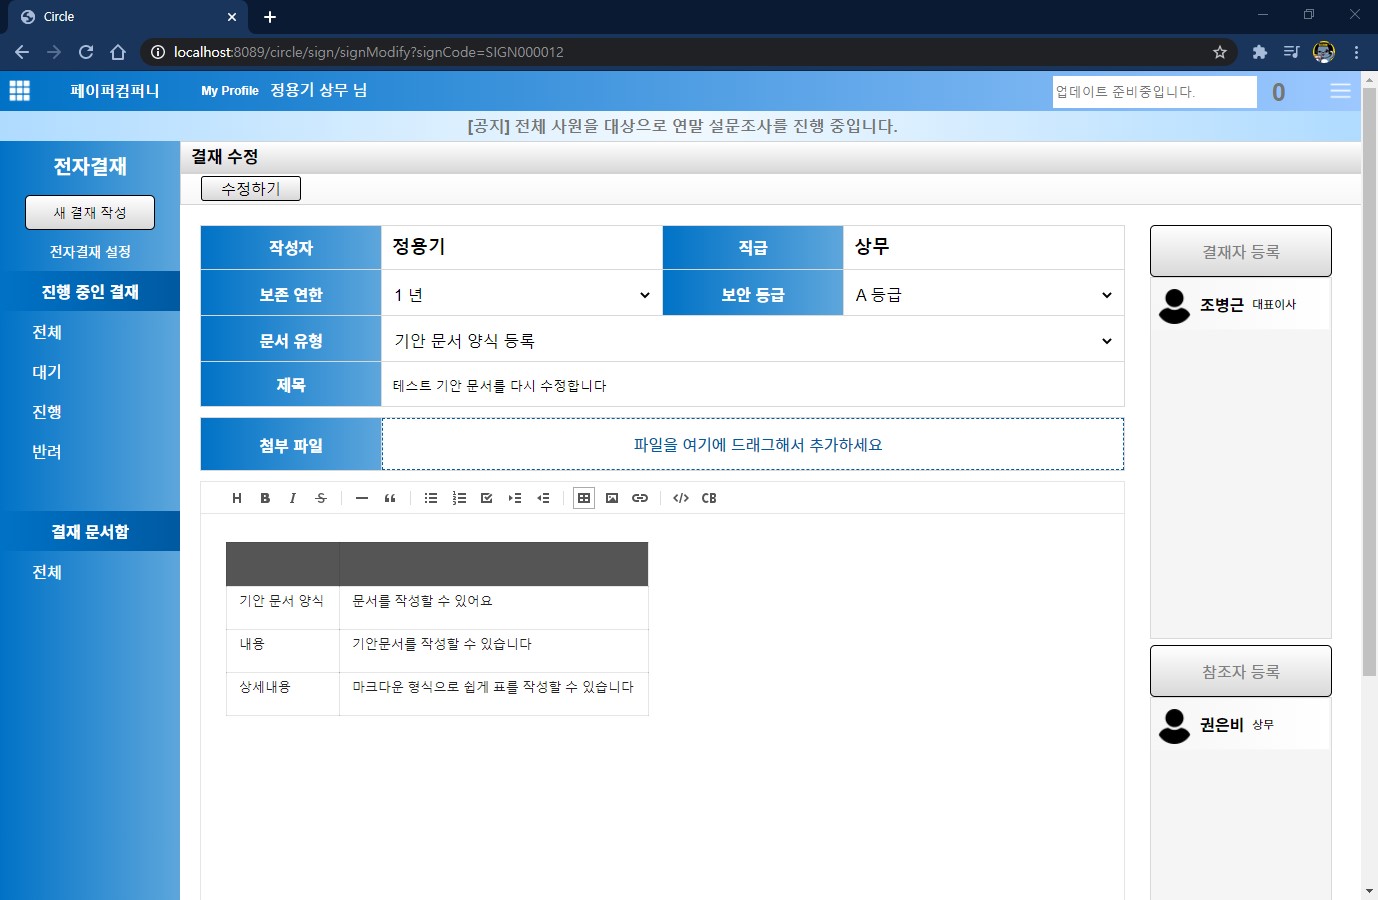 Circle
localhost:8089/circle/sign/signModify?signCode=SIGN000012
페이퍼컴퍼니 My Profile 정용기 상무 님 업데이트 준비중입니다. 0
[공지] 전체 사원을 대상으로 연말 설문조사를 진행 중입니다.
전자결재
새 결재 작성
전자결재 설정
진행 중인 결재
전체
대기
진행
반려
결재 문서함
전체
결재 수정
수정하기
작성자 정용기 직급 상무
보존 연한 1 년 보안 등급 A 등급
문서 유형 기안 문서 양식 등록
제목 테스트 기안 문서를 다시 수정합니다
첨부 파일 파일을 여기에 드래그해서 추가하세요
H B I S CB
기안 문서 양식 문서를 작성할 수 있어요
내용 기안문서를 작성할 수 있습니다
상세내용 마크다운 형식으로 쉽게 표를 작성할 수 있습니다
결재자 등록
조병근 대표이사
참조자 등록
권은비 상무